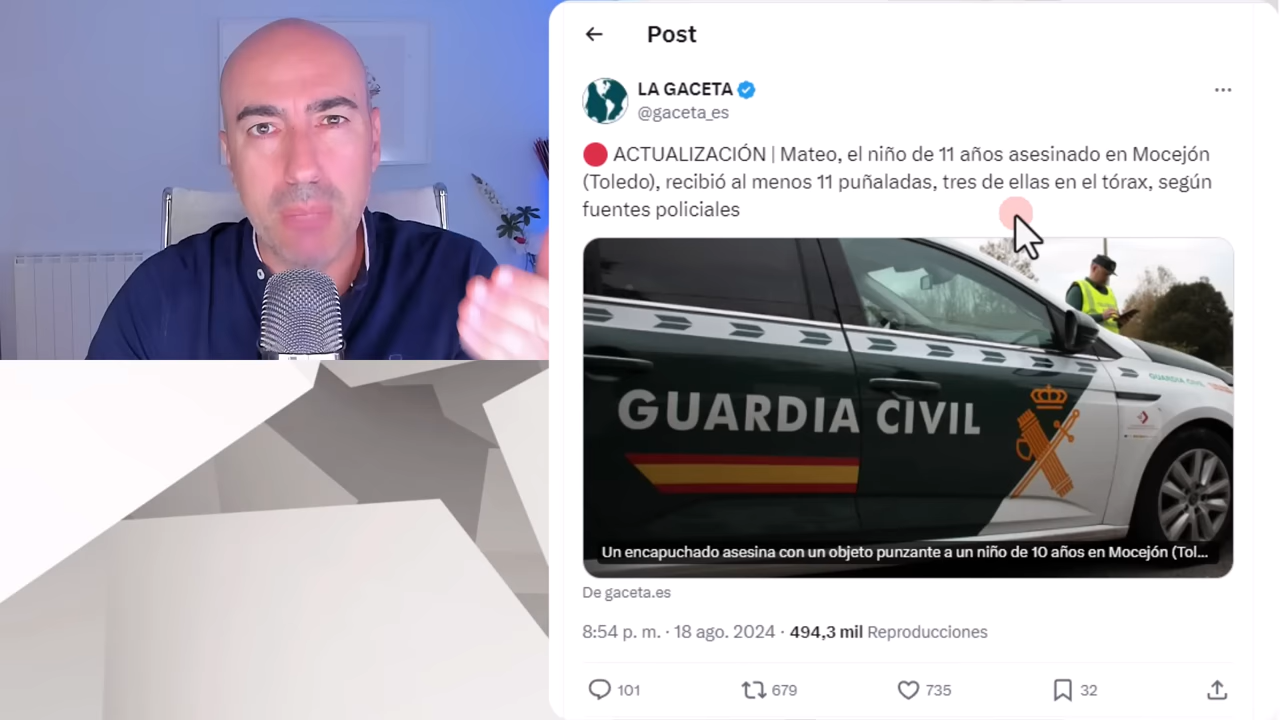 Post
LA GACETA
@gaceta_es
ACTUALIZACIÓN | Mateo, el niño de 11 años asesinado en Mocejón
(Toledo), recibió al menos 11 puñaladas, tres de ellas en el tórax, según
fuentes policiales
GUARDIA CIVIL
GUARDIA CIVIL
Un encapuchado asesina con un objeto punzante a un niño de 10 años en Mocejón (Tol...
De gaceta.es
8:54 p. m. · 18 ago. 2024 · 494,3 mil Reproducciones
101 679 735 32